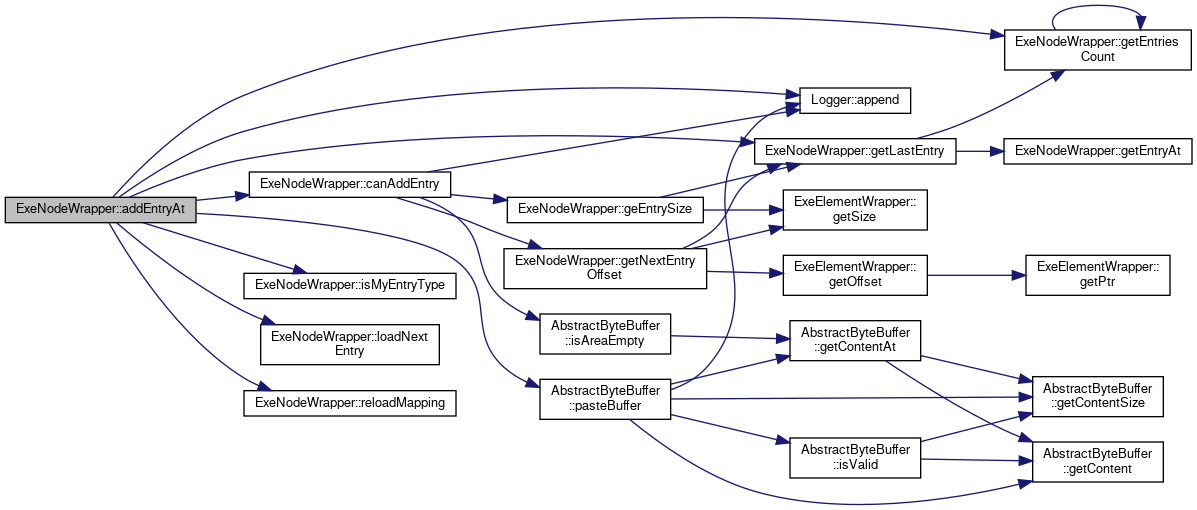 ExeNodeWrapper::addEntryAt
ExeNodeWrapper::canAddEntry
ExeNodeWrapper::isMyEntryType
ExeNodeWrapper::loadNext
Entry
ExeNodeWrapper::reloadMapping
ExeNodeWrapper::geEntrySize
ExeNodeWrapper::getNextEntry
Offset
AbstractByteBuffer
::isAreaEmpty
AbstractByteBuffer
::pasteBuffer
Logger::append
ExeNodeWrapper::getLastEntry
ExeElementWrapper::
getSize
ExeElementWrapper::
getOffset
AbstractByteBuffer
::getContentAt
AbstractByteBuffer
::isValid
ExeNodeWrapper::getEntries
Count
ExeNodeWrapper::getEntryAt
ExeElementWrapper::
getPtr
AbstractByteBuffer
::getContentSize
AbstractByteBuffer
::getContent